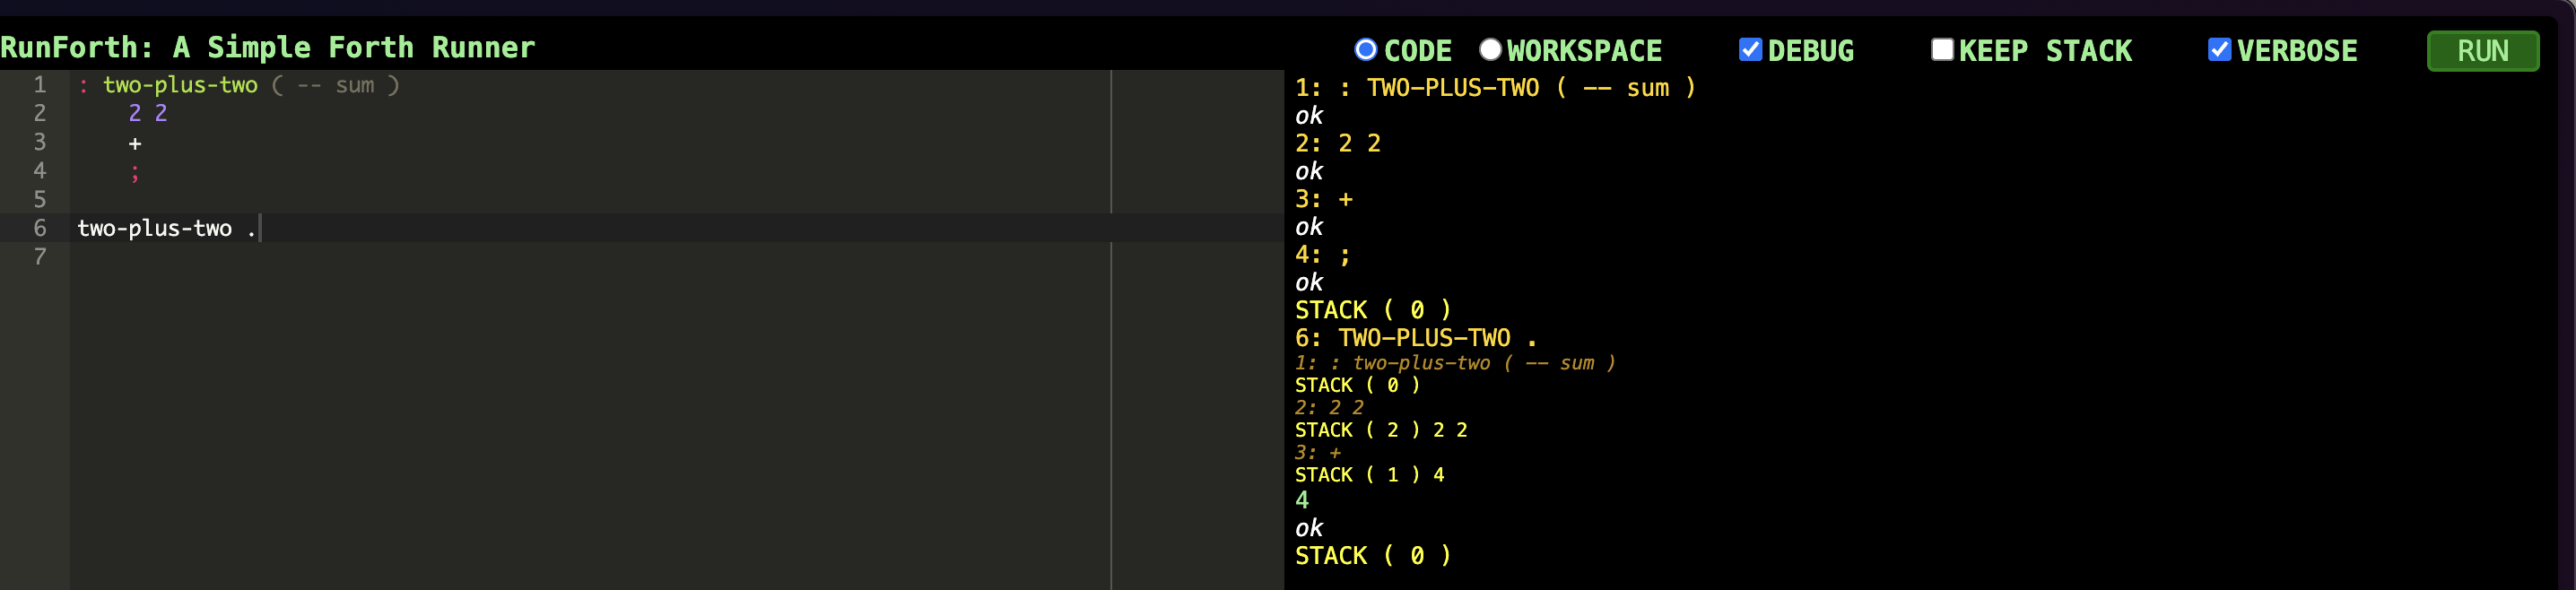 RunForth: A Simple Forth Runner
CODE WORKSPACE DEBUG KEEP STACK VERBOSE RUN
1 : two-plus-two ( -- sum )
2 2 2
3 +
4 ;
5
6 two-plus-two .
7
1: : TWO-PLUS-TWO ( -- sum )
ok
2: 2 2
ok
3: +
ok
4: ;
ok
STACK ( 0 )
6: TWO-PLUS-TWO .
1: : two-plus-two ( -- sum )
STACK ( 0 )
2: 2 2
STACK ( 2 ) 2 2
3: +
STACK ( 1 ) 4
4
ok
STACK ( 0 )